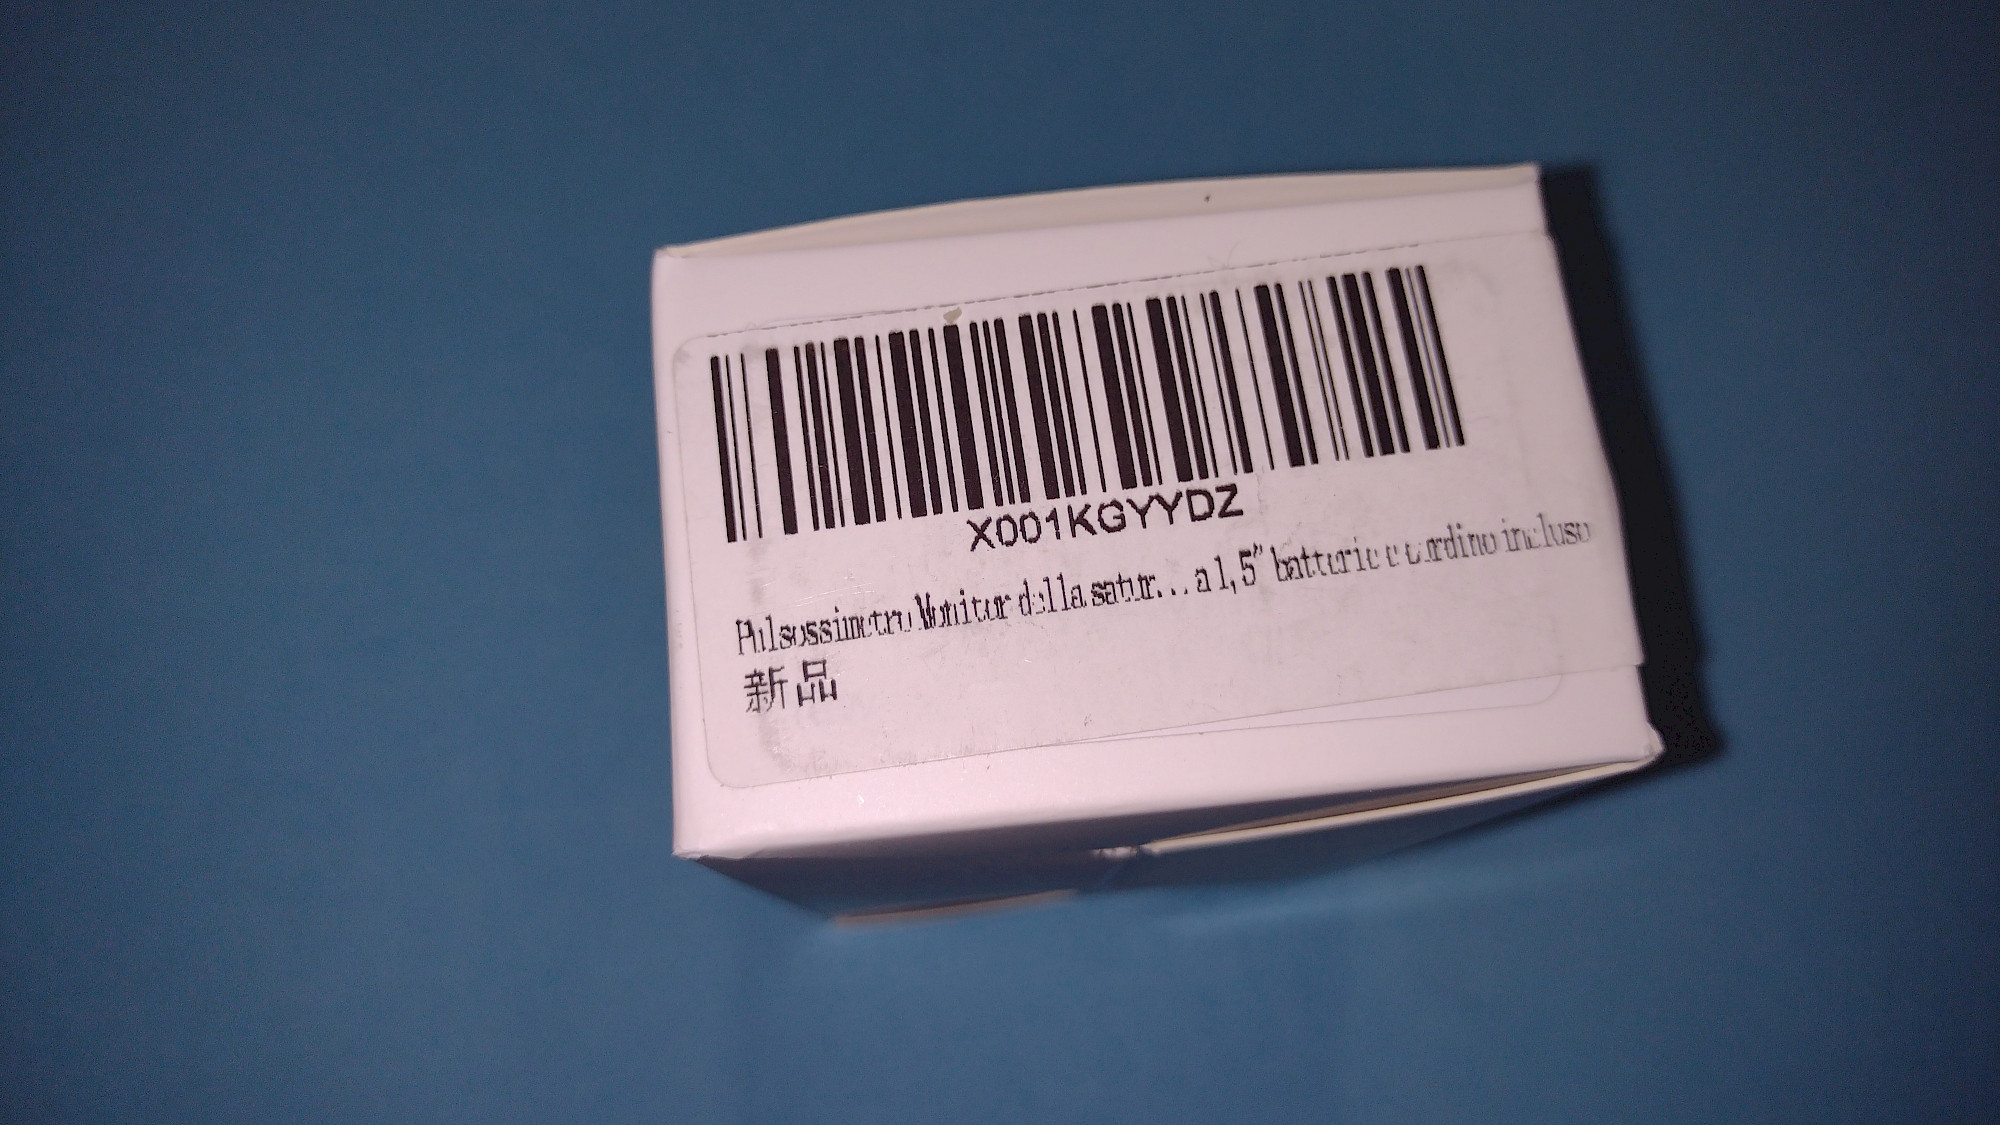 X001KGYYDZ
Pulsossimetro Monitor della satur...a 1,5" batterie e cordino incluso
新品